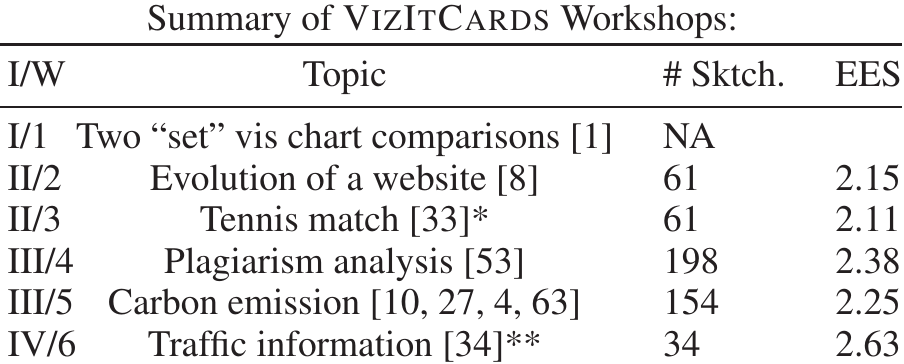 Summary of VIZITCARDS Workshops:
I/W Topic # Sktch. EES
I/1 Two “set” vis chart comparisons [1] NA
II/2 Evolution of a website [8] 61 2.15
II/3 Tennis match [33]* 61 2.11
III/4 Plagiarism analysis [53] 198 2.38
III/5 Carbon emission [10, 27, 4, 63] 154 2.25
IV/6 Traffic information [34]** 34 2.63